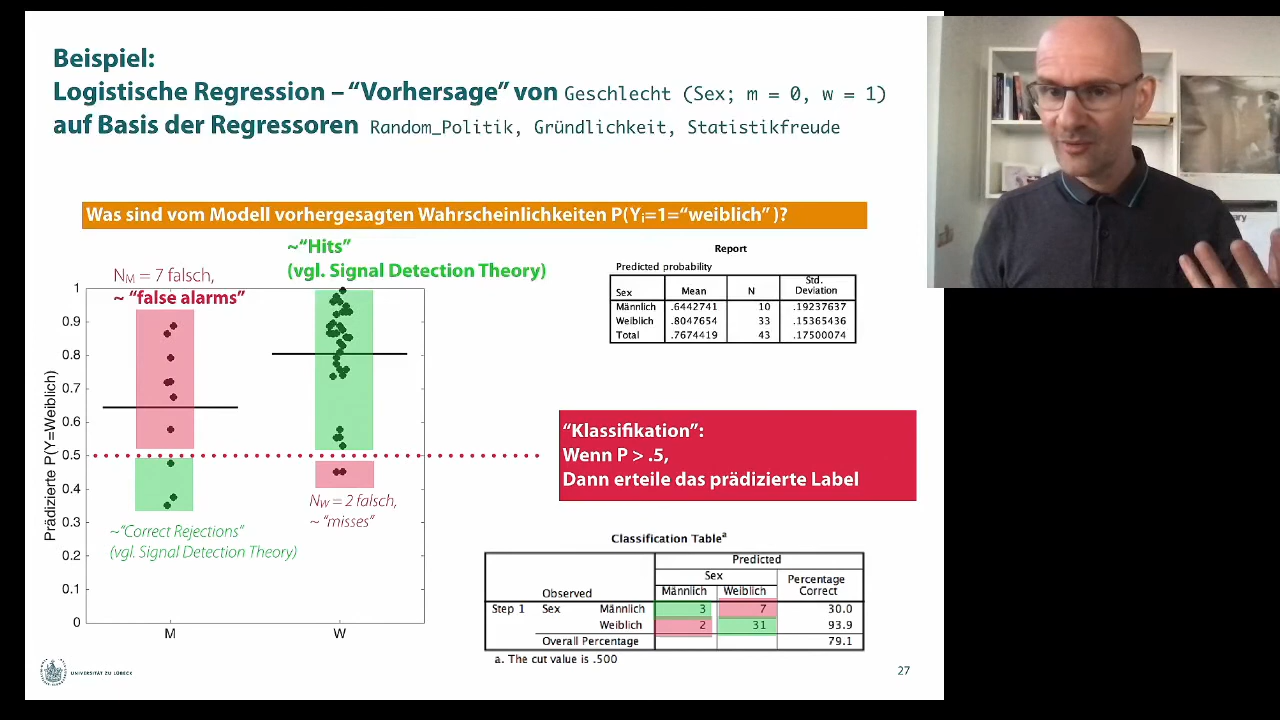 Beispiel:
Logistische Regression – “Vorhersage” von Geschlecht (Sex; m = 0, w = 1)
auf Basis der Regressoren Random_Politik, Gründlichkeit, Statistikfreude
Was sind vom Modell vorhergesagten Wahrscheinlichkeiten P(Yi=1=“weiblich” )?
~“Hits”
(vgl. Signal Detection Theory)
NM = 7 falsch,
~ “false alarms”
1
0.9
0.8
0.7
0.6
0.5
0.4
0.3
0.2
0.1
0
Prädizierte P(Y=Weiblich)
M
W
NW = 2 falsch,
~ “misses”
~“Correct Rejections”
(vgl. Signal Detection Theory)
Report
Predicted probability
Sex Mean N Std. Deviation
Männlich .6442741 10 .19237637
Weiblich .8047654 33 .15365436
Total .7674419 43 .17500074
“Klassifikation”:
Wenn P > .5,
Dann erteile das prädizierte Label
Classification Tablea
Predicted
Sex
Percentage
Correct
Observed Männlich Weiblich
Step 1 Sex Männlich 3 7 30.0
Weiblich 2 31 93.9
Overall Percentage 79.1
a. The cut value is .500
UNIVERSITÄT ZU LÜBECK
27